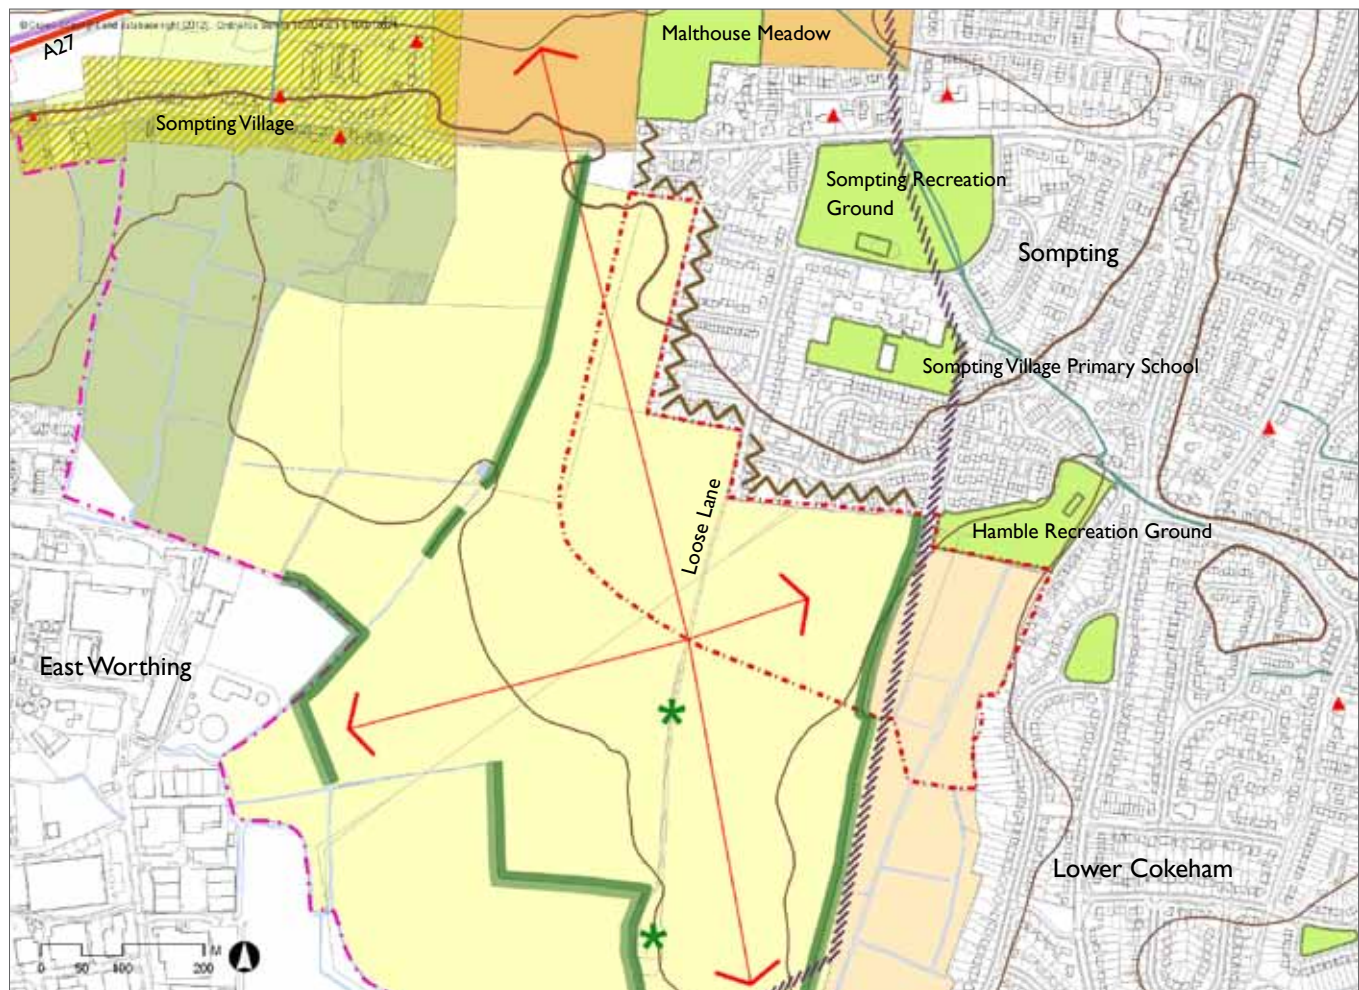 A27
Malthouse Meadow
Sompting Village
Sompting Recreation
Ground
Sompting
Sompting Village Primary School
Loose Lane
Hamble Recreation Ground
East Worthing
Lower Cokeham
M
0 50 100 200